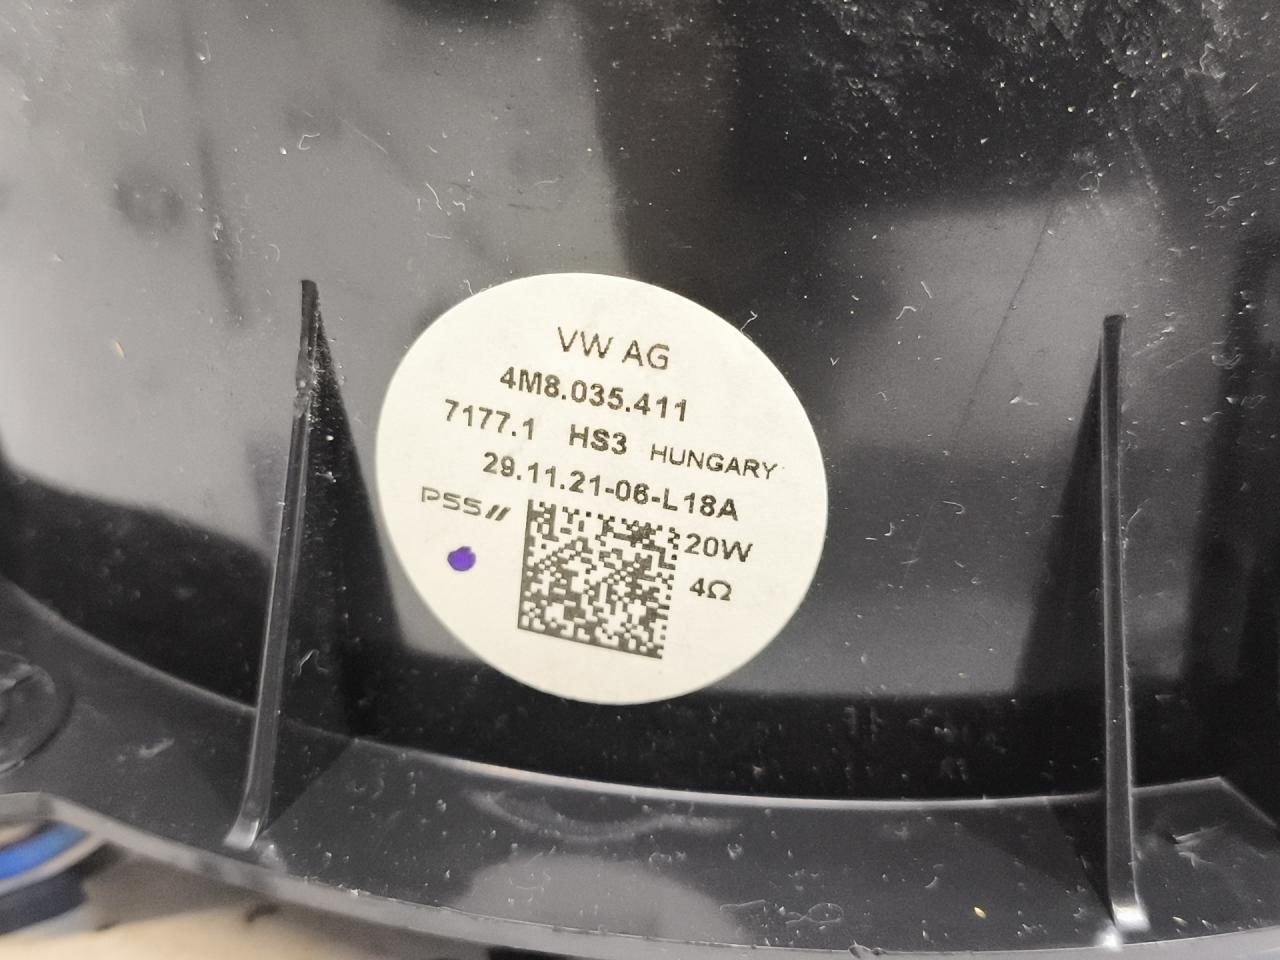 VW AG
4M8.035.411
7177.1 HS3 HUNGARY
29.11.21-06-L18A
PSS//
20W
4Ω